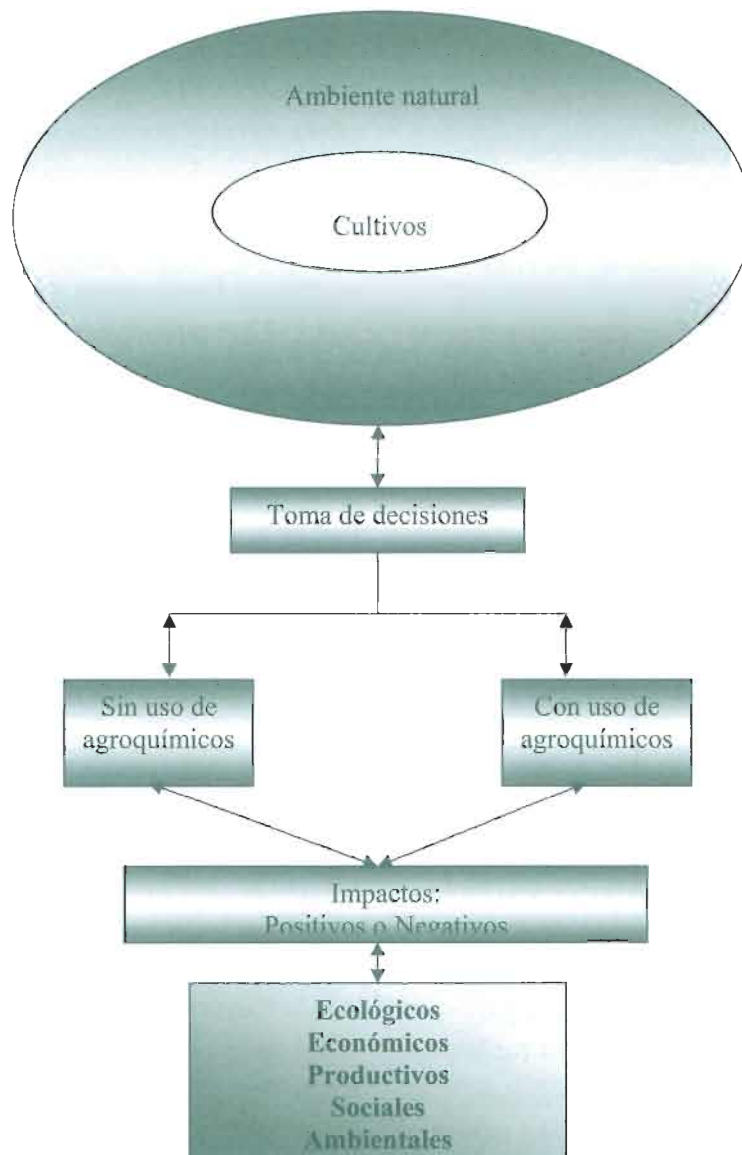 Ambiente natural
Cultivos
Toma de decisiones
Sin uso de
agroquímicos
Con uso de
agroquímicos
Impactos:
Positivos o Negativos
Ecológicos
Económicos
Productivos
Sociales
Ambientales